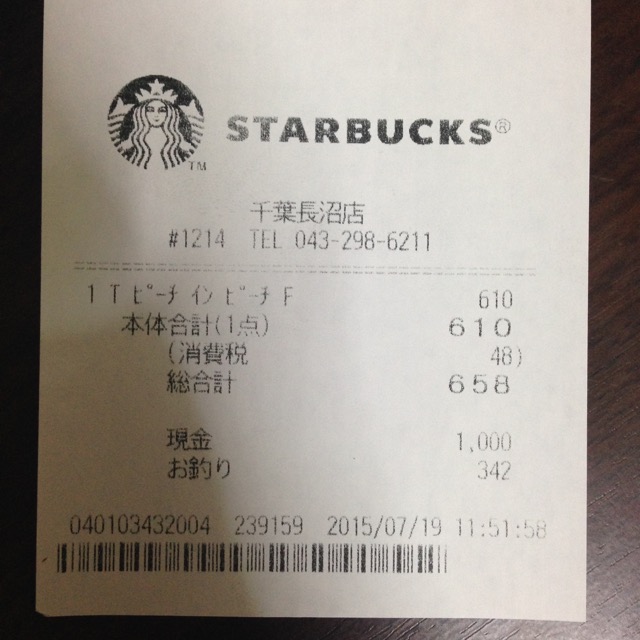 STARBUCKS®
TM
千葉長沼店
#1214 TEL 043-298-6211
1 T ﾋﾟｰﾁ ｲﾝ ﾋﾟｰﾁ F 610
本体合計(1点) 610
(消費税 48)
総合計 658
現金 1,000
お釣り 342
040103432004 239159 2015/07/19 11:51:58